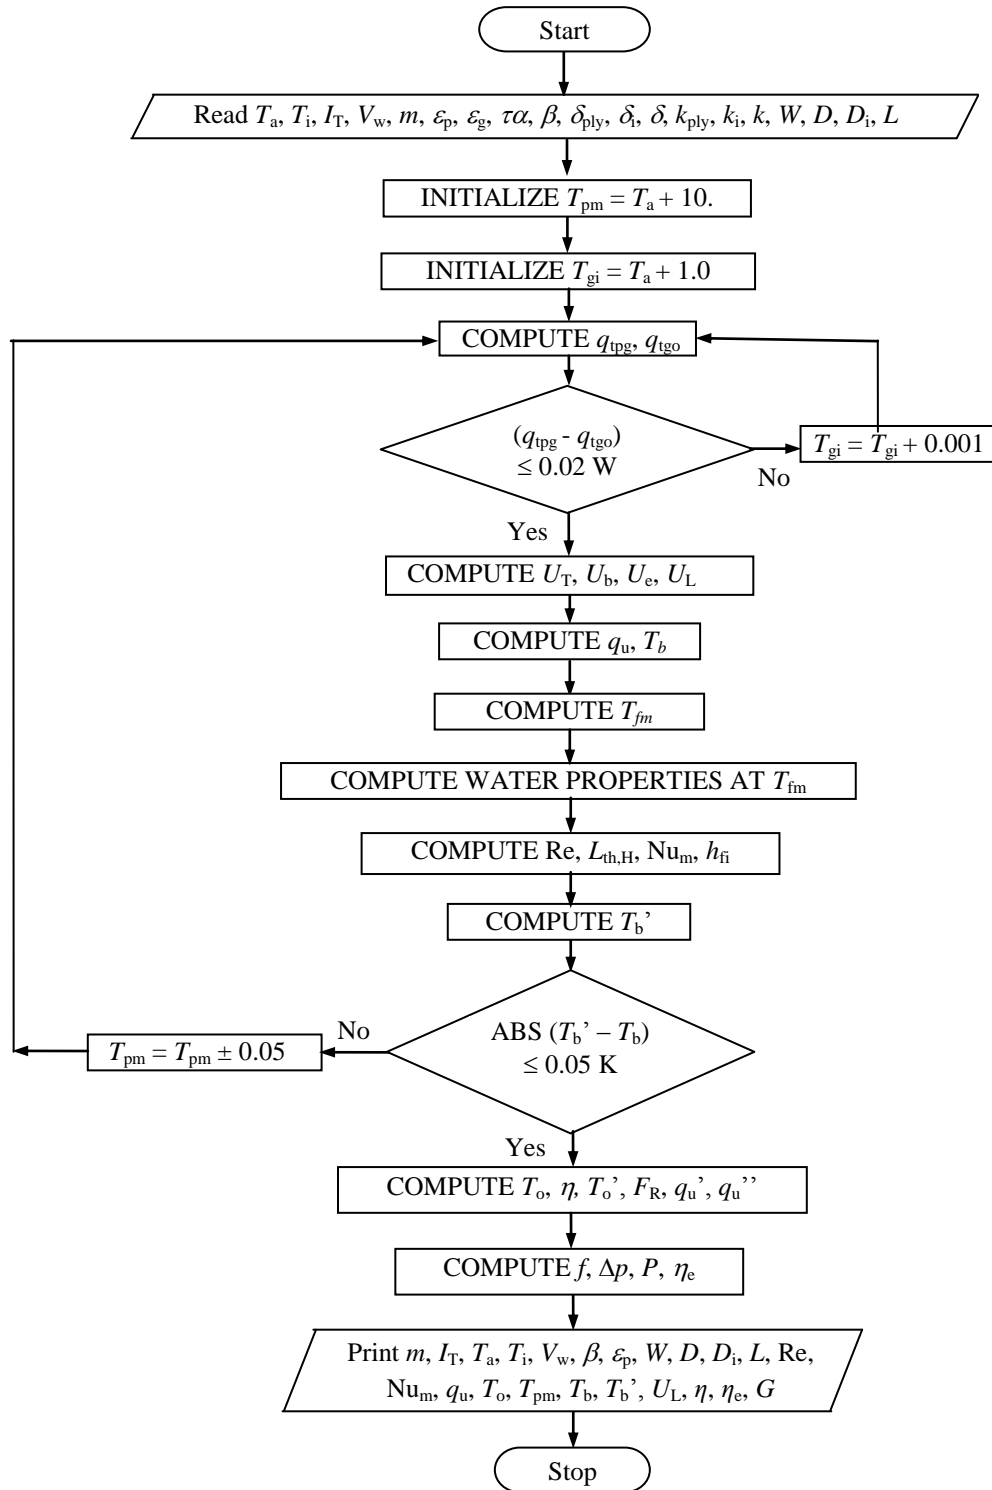 Start
Read Tₐ, Tᵢ, I_T, V_w, m, ε_p, ε_g, τα, β, δ_ply, δᵢ, δ, k_ply, kᵢ, k, W, D, Dᵢ, L
INITIALIZE T_pm = Tₐ + 10.
INITIALIZE T_gi = Tₐ + 1.0
COMPUTE q_tpg, q_tgo
(q_tpg - q_tgo)
≤ 0.02 W
T_gi = T_gi + 0.001
No
Yes
COMPUTE U_T, U_b, U_e, U_L
COMPUTE q_u, T_b
COMPUTE T_fm
COMPUTE WATER PROPERTIES AT T_fm
COMPUTE Re, L_th,H, Nu_m, h_fi
COMPUTE T_b’
ABS (T_b’ – T_b)
≤ 0.05 K
No
T_pm = T_pm ± 0.05
Yes
COMPUTE T_o, η, T_o’, F_R, q_u’, q_u’’
COMPUTE f, Δp, P, η_e
Print m, I_T, Tₐ, Tᵢ, V_w, β, ε_p, W, D, Dᵢ, L, Re,
Nu_m, q_u, T_o, T_pm, T_b, T_b’, U_L, η, η_e, G
Stop